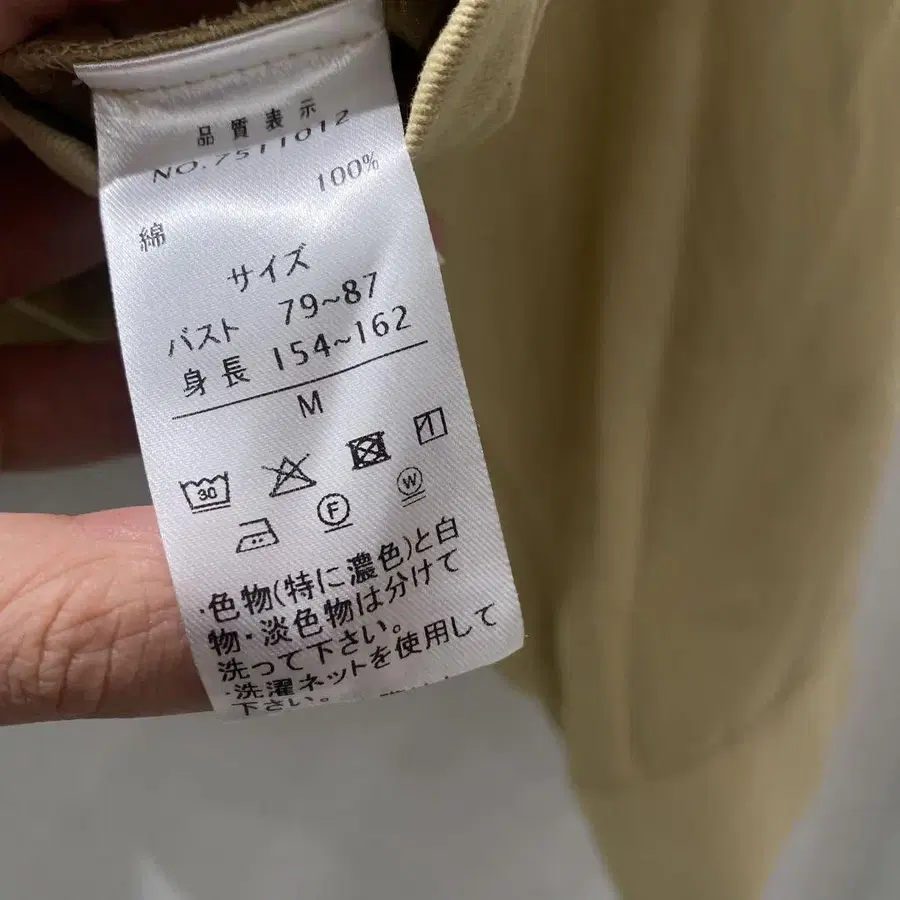 品質表示
NO.7511012
100%
綿
サイズ
バスト 79~87
身長 154~162
M
30
F W
・色物(特に濃色)と白
物・淡色物は分けて
洗って下さい。
・洗濯ネットを使用して
下さい。